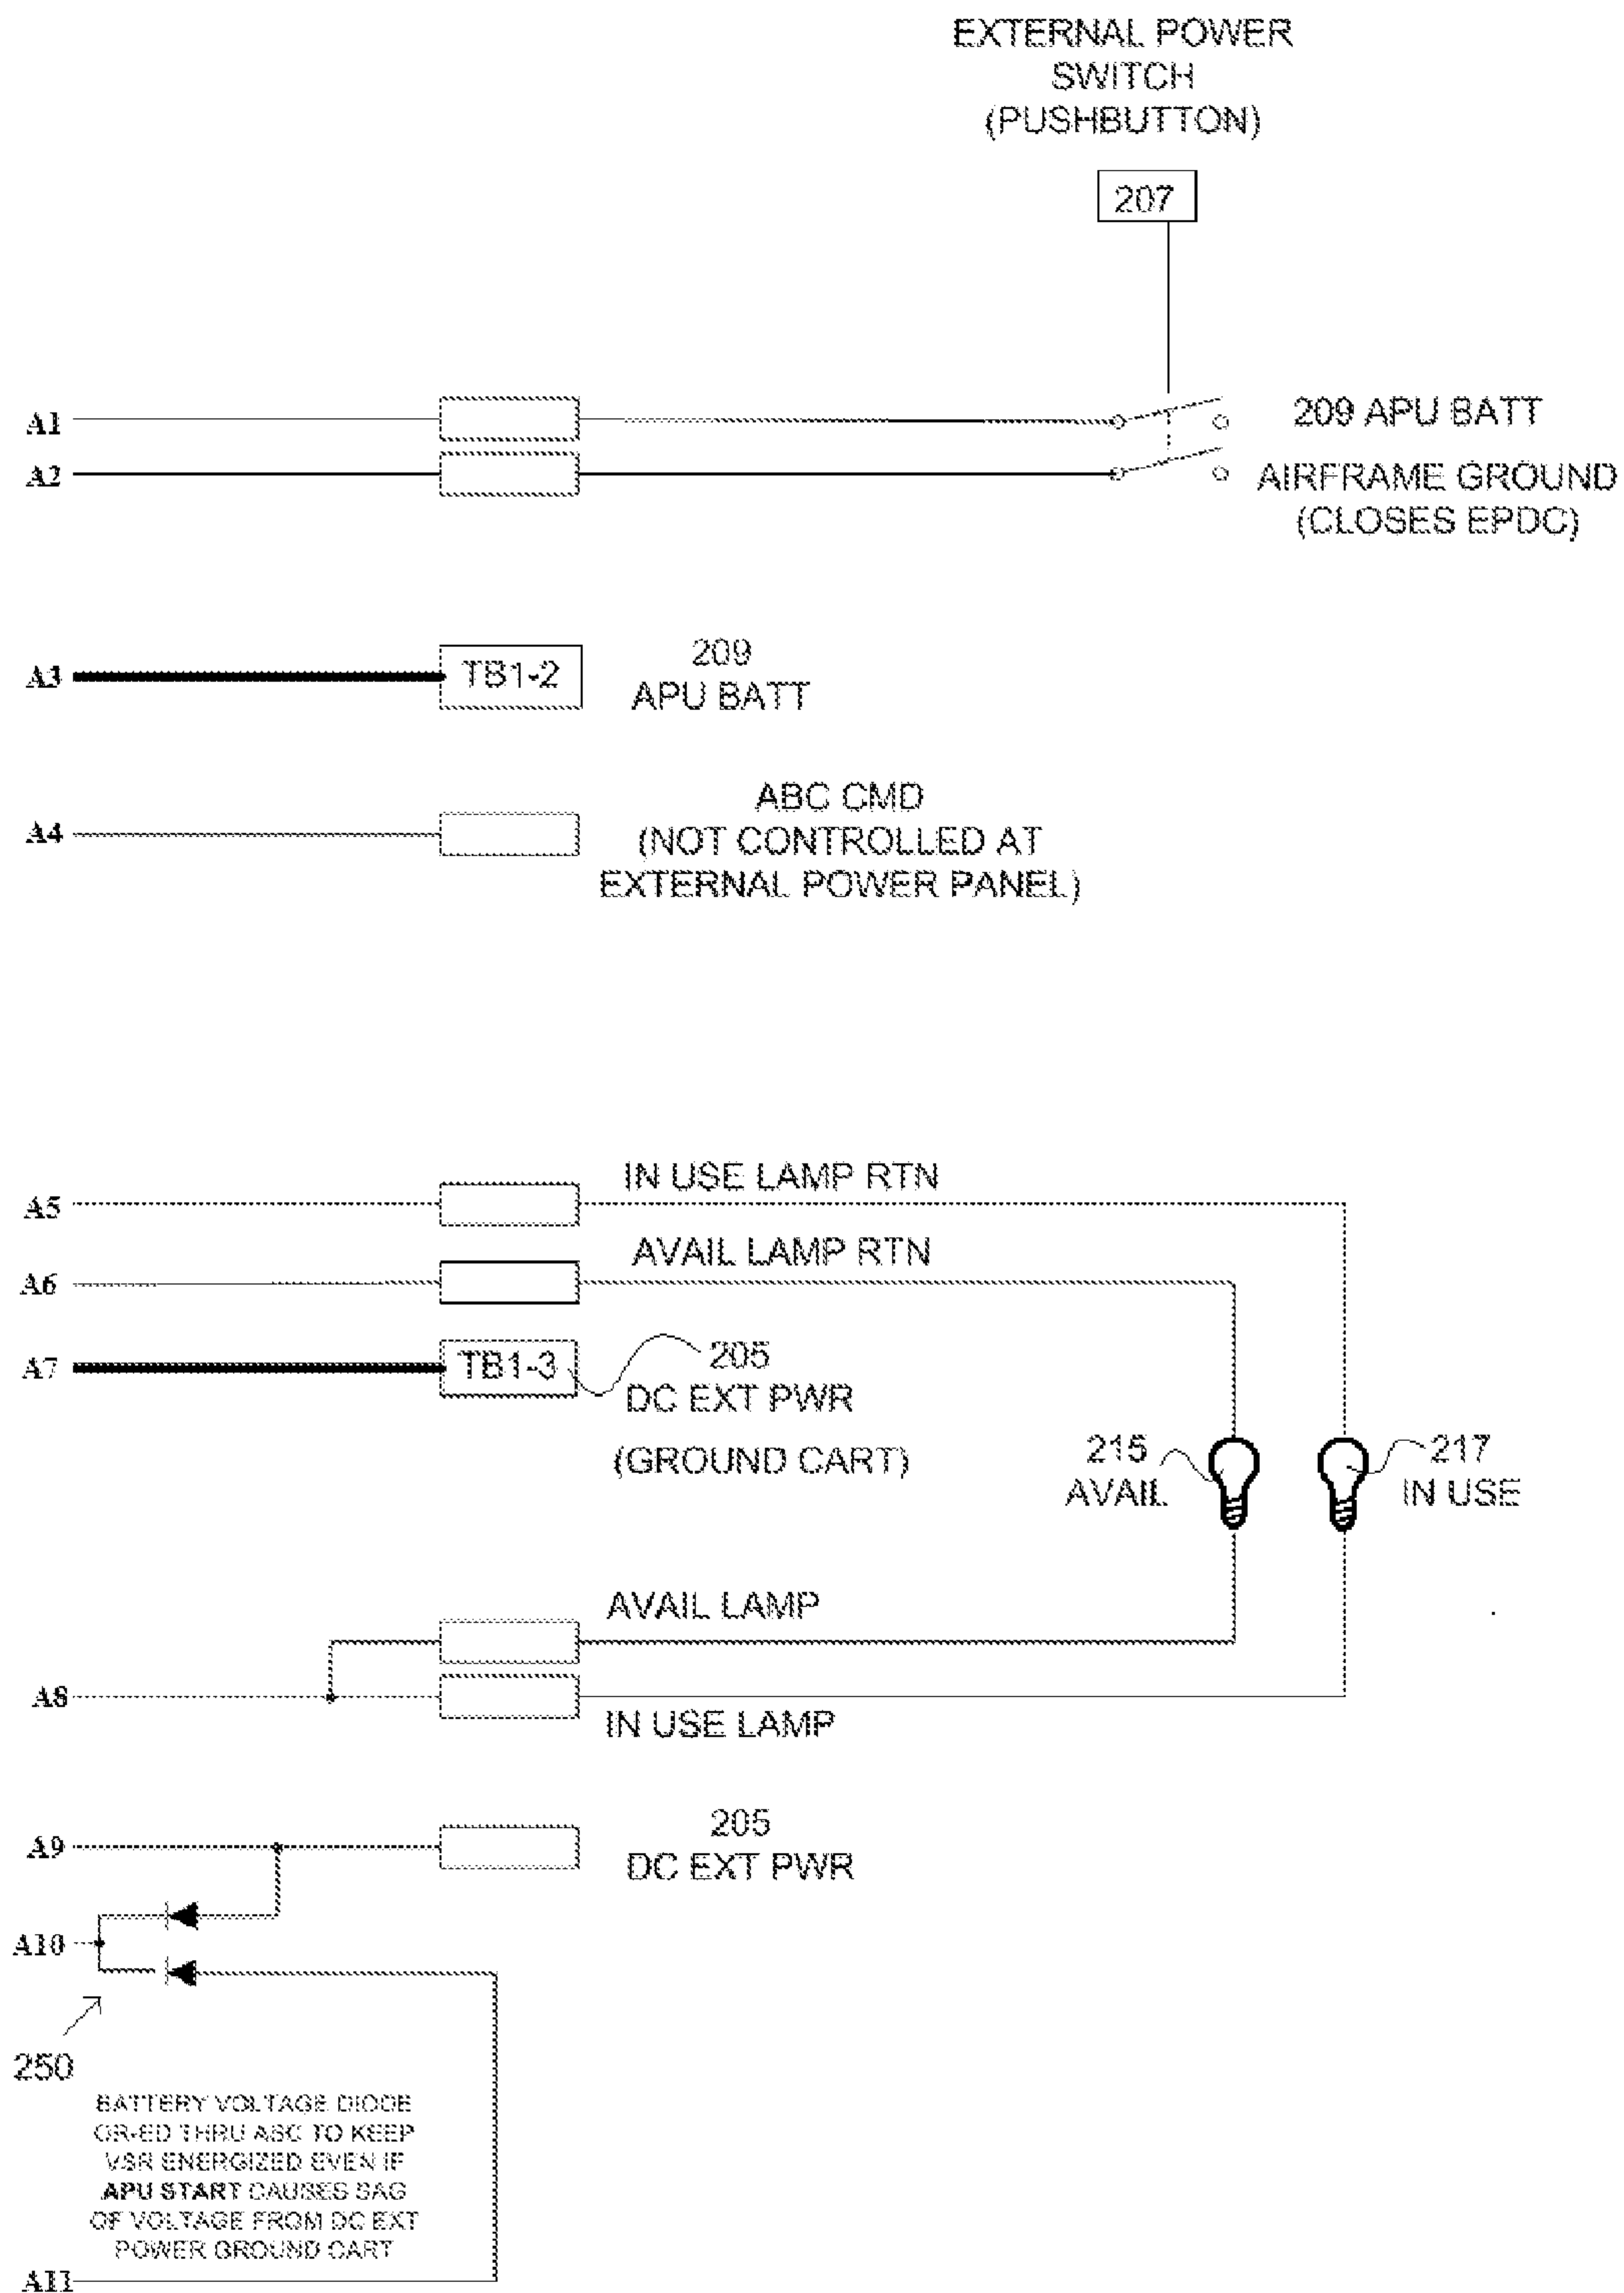 EXTERNAL POWER
SWITCH
(PUSHBUTTON)
207
A1
209 APU BATT
A2
AIRFRAME GROUND
(CLOSES EPDC)
A3
TB1-2
209
APU BATT
A4
ABC CMD
(NOT CONTROLLED AT
EXTERNAL POWER PANEL)
A5
IN USE LAMP RTN
A6
AVAIL LAMP RTN
A7
TB1-3
205
DC EXT PWR
(GROUND CART)
215
AVAIL
217
IN USE
AVAIL LAMP
A8
IN USE LAMP
A9
205
DC EXT PWR
A10
250
BATTERY VOLTAGE DIODE
OR-ED THRU ABC TO KEEP
VSR ENERGIZED EVEN IF
APU START CAUSES SAG
OF VOLTAGE FROM DC EXT
POWER GROUND CART
A11